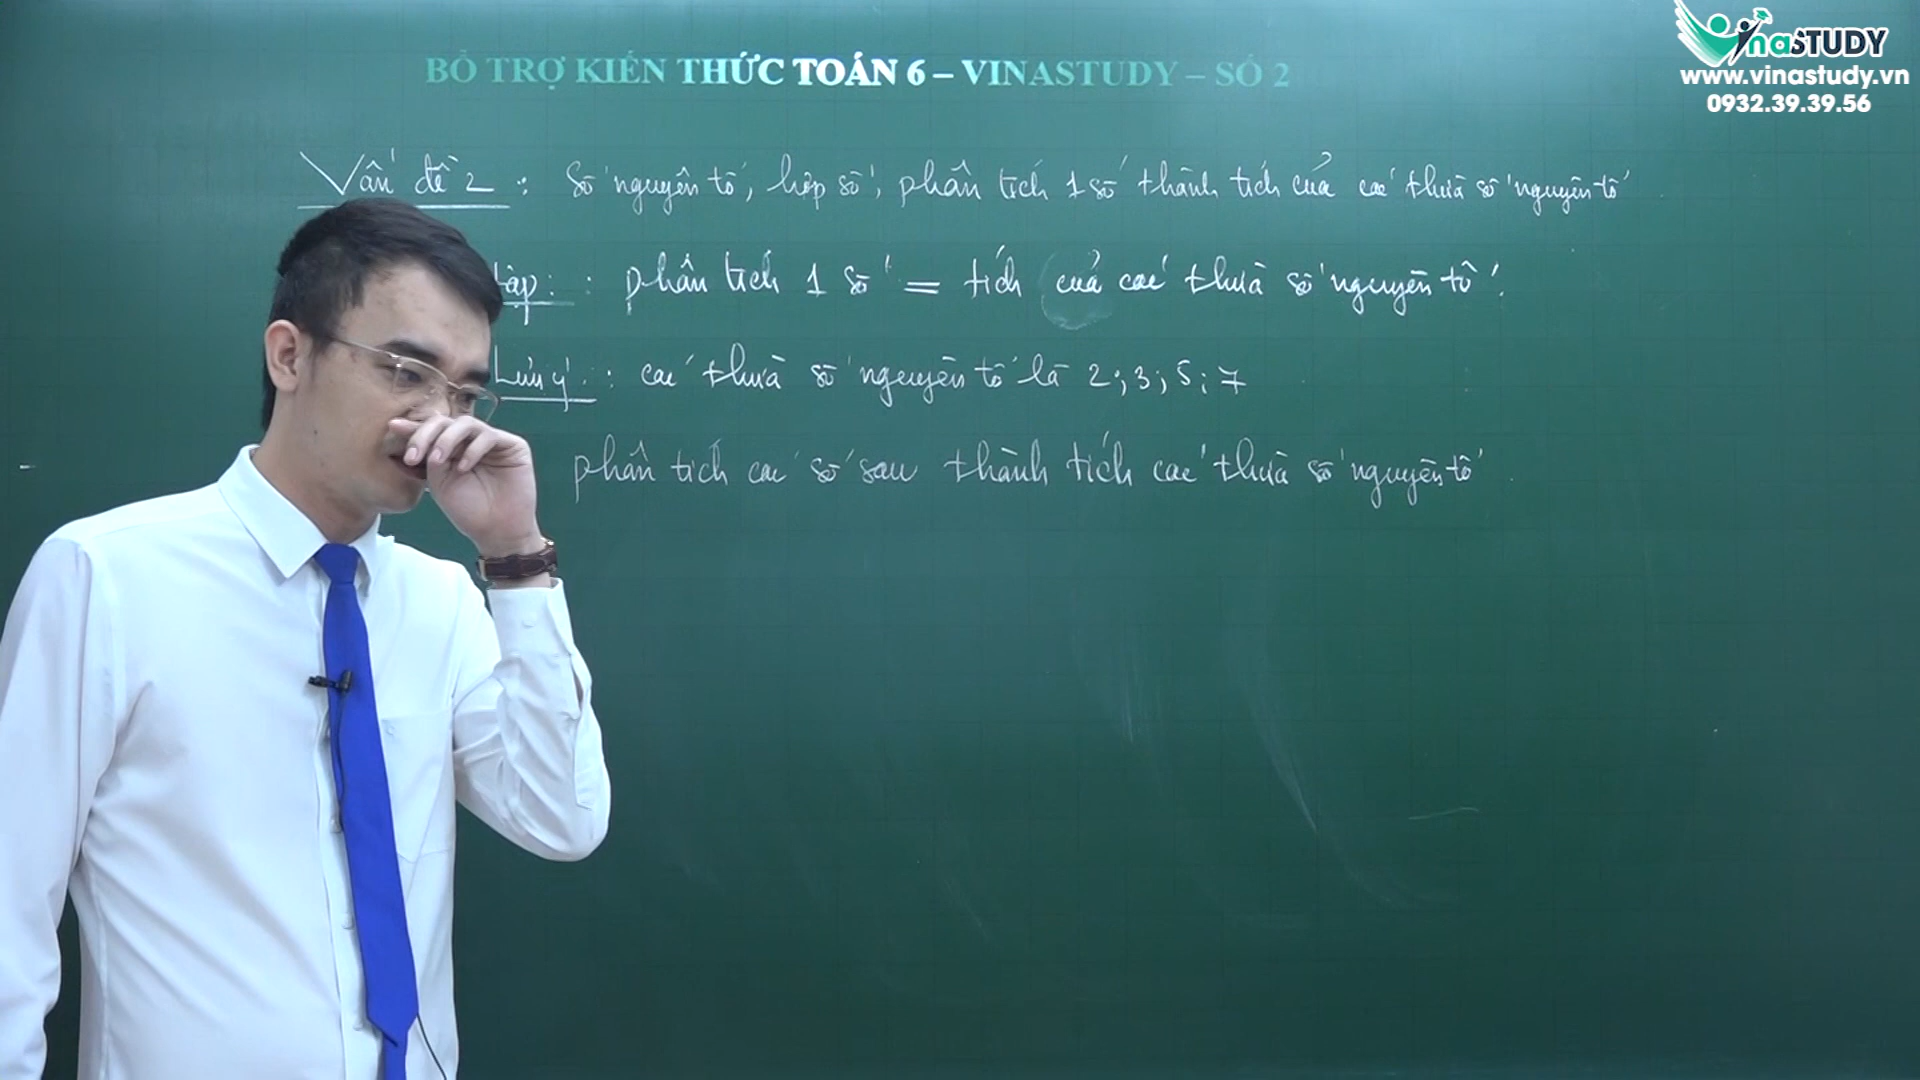 VinaSTUDY
www.vinastudy.vn
0932.39.39.56
BỔ TRỢ KIẾN THỨC TOÁN 6 – VINASTUDY – SỐ 2
Vấn đề 2 : Số nguyên tố, hợp số, phân tích 1 số thành tích của các thừa số nguyên tố
tập : phân tích 1 số = tích của các thừa số nguyên tố.
Lưu ý : các thừa số nguyên tố là 2 ; 3 ; 5 ; 7
phân tích các số sau thành tích các thừa số nguyên tố